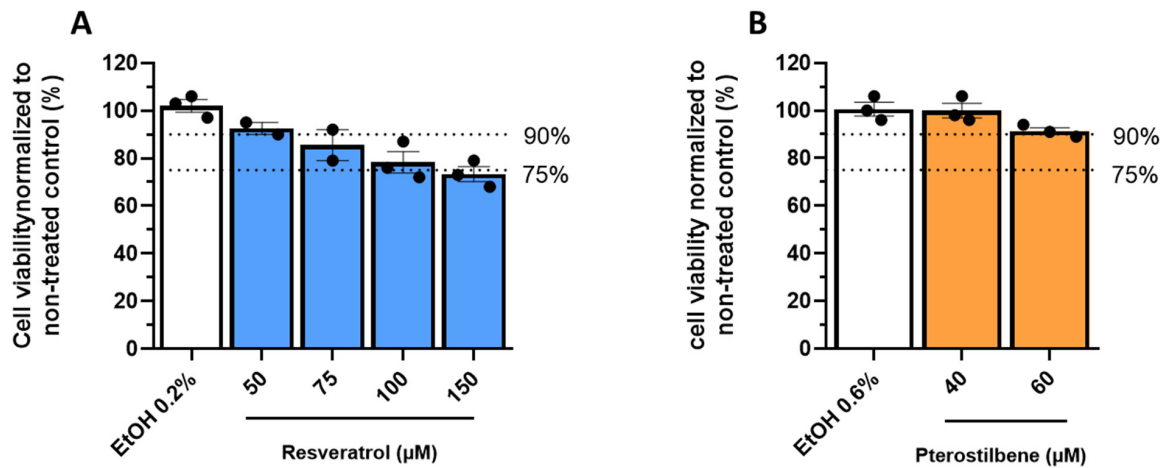 A
Cell viabilitynormalized to
non-treated control (%)
120
100
80
60
40
20
0
90%
75%
EtOH 0.2%
50
75
100
150
Resveratrol (µM)
B
cell viability normalized to
non-treated control (%)
120
100
80
60
40
20
0
90%
75%
EtOH 0.6%
40
60
Pterostilbene (µM)